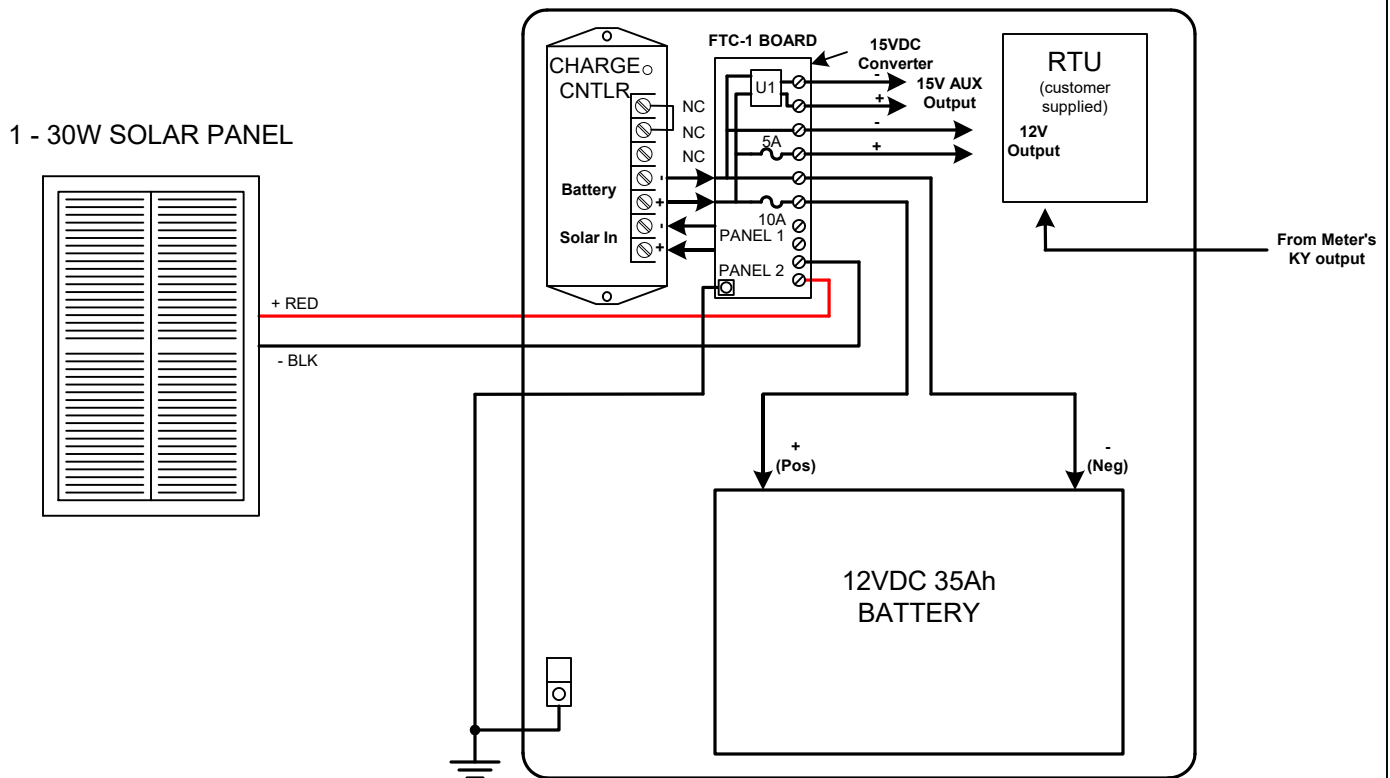 1 - 30W SOLAR PANEL
+ RED
- BLK
CHARGE
CNTLR
NC
NC
NC
Battery
-
+
Solar In
-
+
FTC-1 BOARD
15VDC
Converter
U1
-
15V AUX
+
Output
-
12V
+
Output
5A
10A
PANEL 1
PANEL 2
RTU
(customer
supplied)
From Meter's
KY output
+
(Pos)
-
(Neg)
12VDC 35Ah
BATTERY